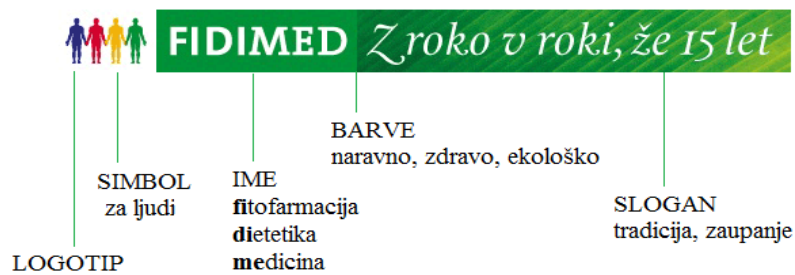 FIDIMED Z roko v roki, že 15 let
BARVE
naravno, zdravo, ekološko
SIMBOL
za ljudi
IME
fitofarmacija
dietetika
medicina
SLOGAN
tradicija, zaupanje
LOGOTIP